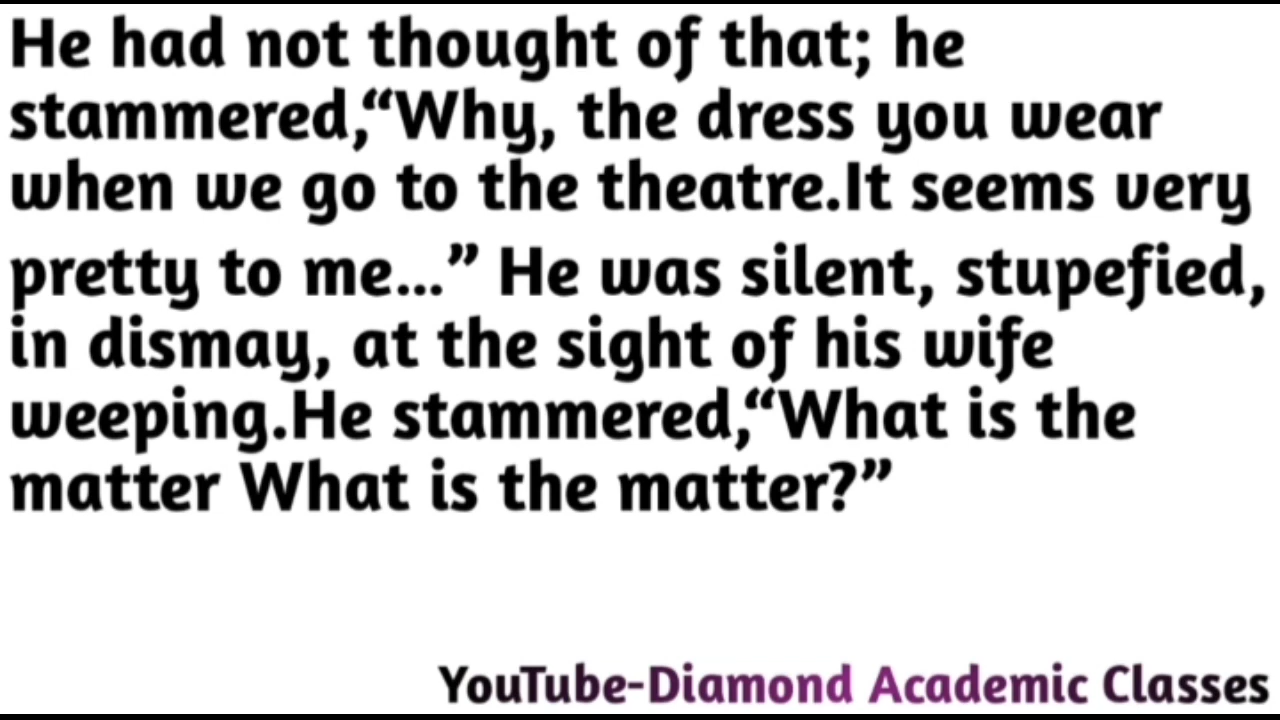 He had not thought of that; he
stammered,“Why, the dress you wear
when we go to the theatre.It seems very
pretty to me...” He was silent, stupefied,
in dismay, at the sight of his wife
weeping.He stammered,“What is the
matter What is the matter?”
YouTube-Diamond Academic Classes